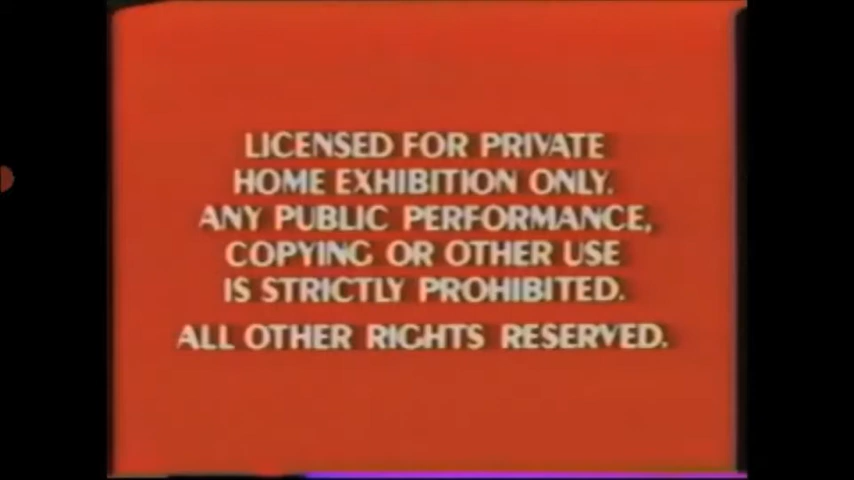 LICENSED FOR PRIVATE
HOME EXHIBITION ONLY.
ANY PUBLIC PERFORMANCE,
COPYING OR OTHER USE
IS STRICTLY PROHIBITED.
ALL OTHER RIGHTS RESERVED.